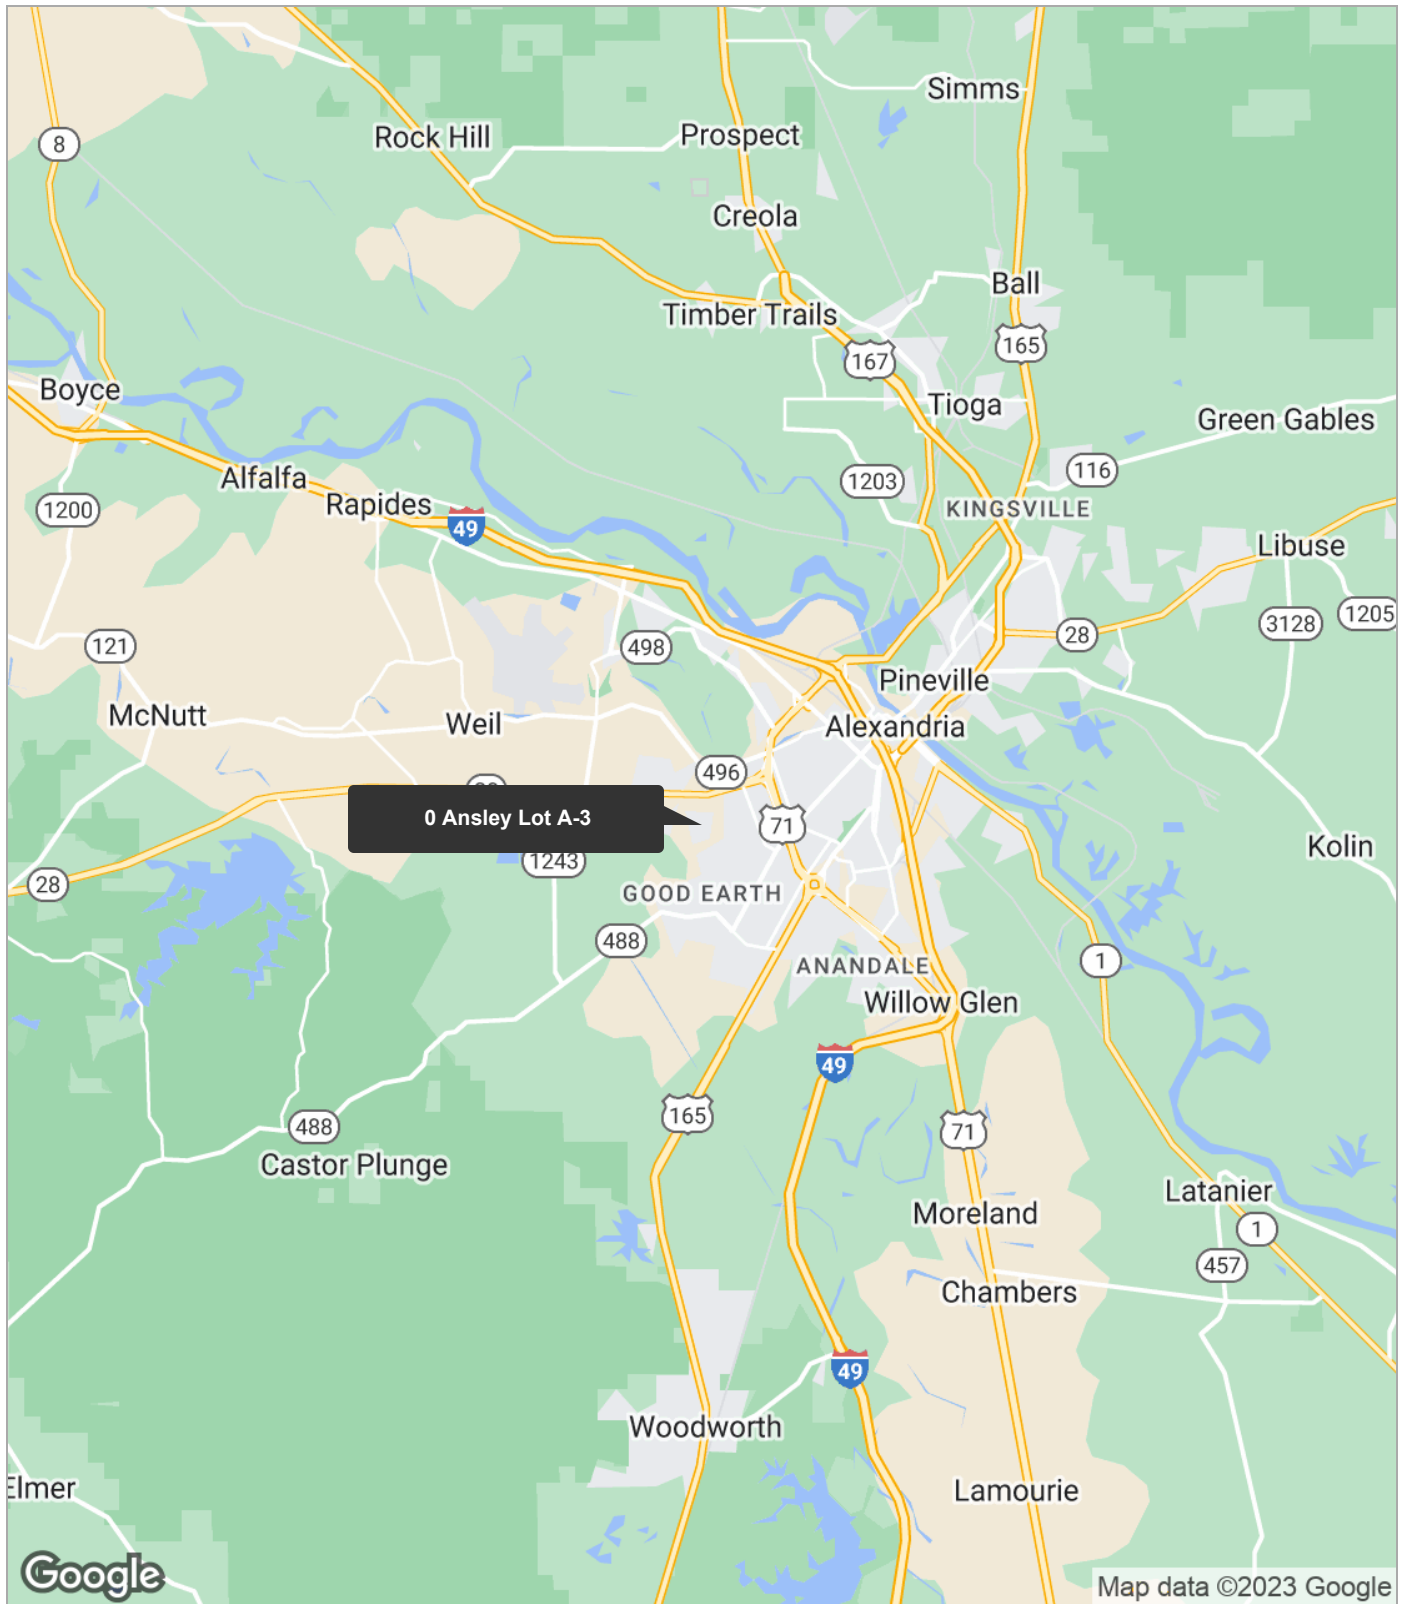 Simms
Rock Hill
Prospect
8
Creola
Ball
Timber Trails
165
167
Boyce
Tioga
Green Gables
Alfalfa
116
1203
Rapides
1200
49
KINGSVILLE
Libuse
1205
3128
28
121
498
Pineville
McNutt
Weil
Alexandria
496
0 Ansley Lot A-3
71
Kolin
1243
28
GOOD EARTH
488
1
ANANDALE
Willow Glen
49
165
488
71
Castor Plunge
Latanier
Moreland
1
457
Chambers
49
Woodworth
Elmer
Lamourie
Google
Map data ©2023 Google